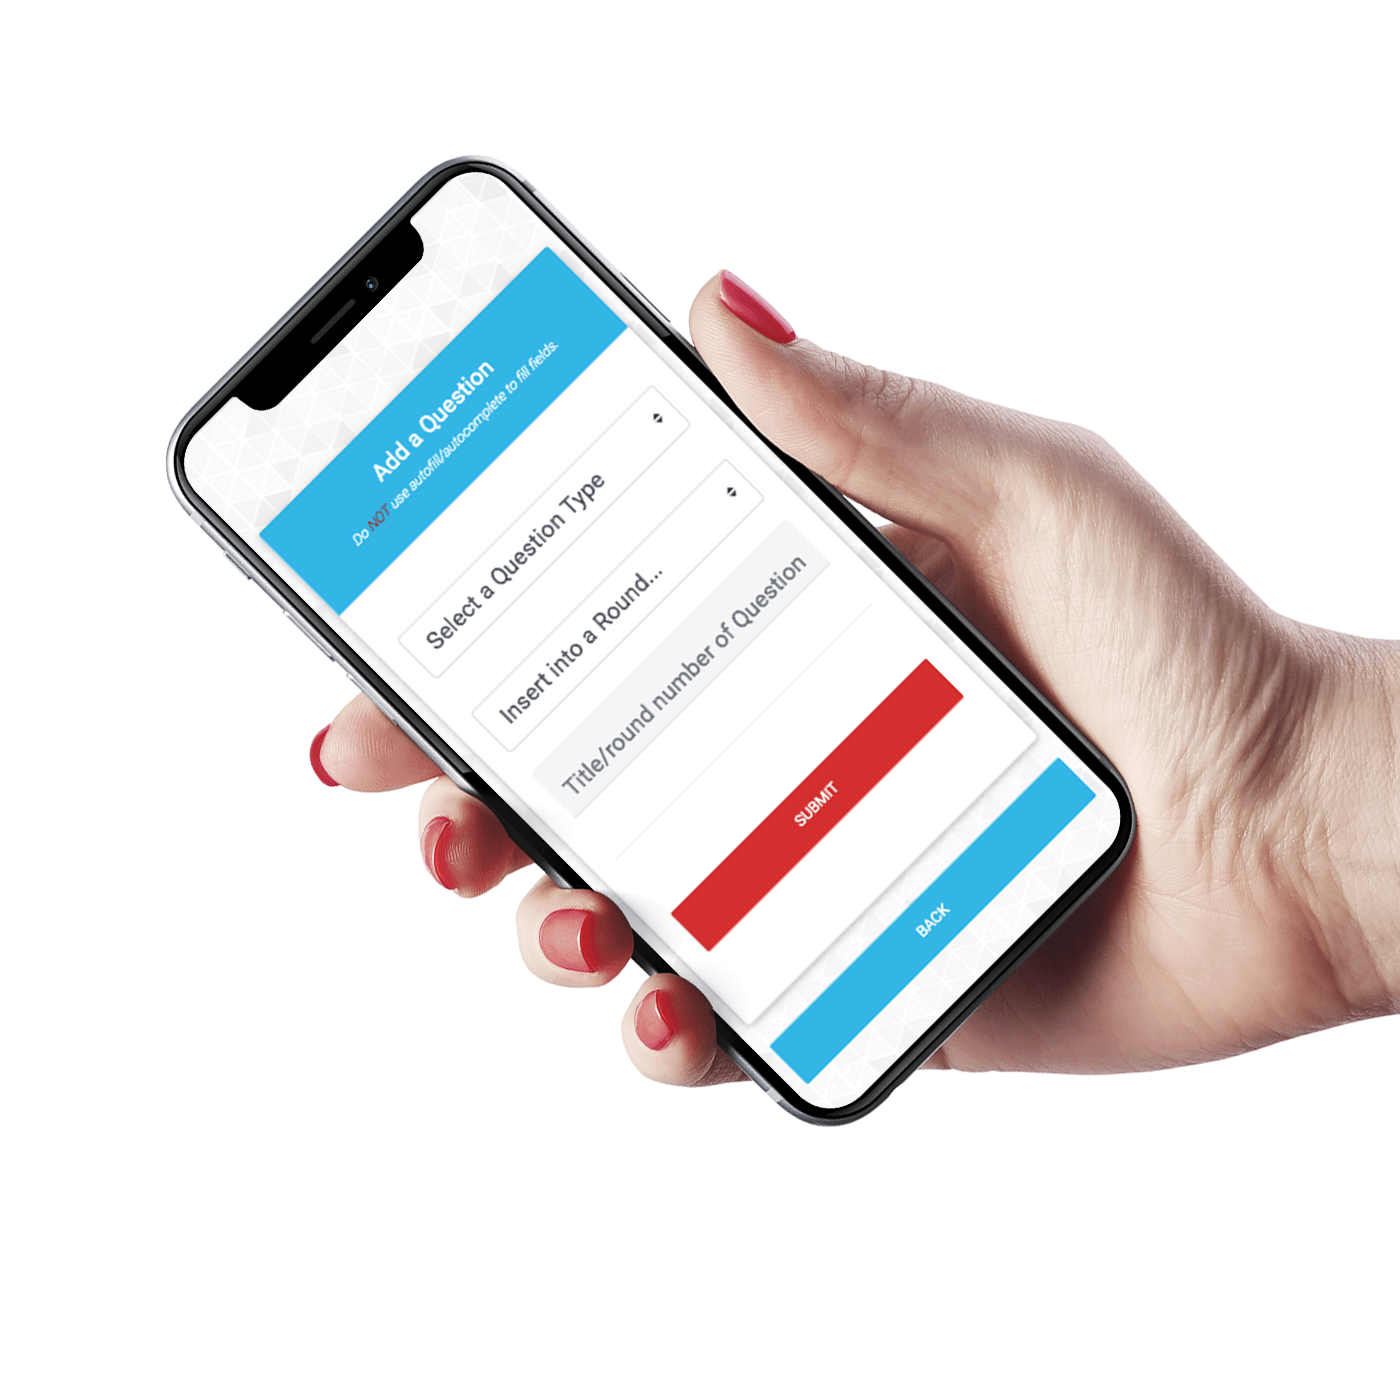 Add a Question
Do NOT use autofill/autocomplete to fill fields.
Select a Question Type
Insert into a Round...
Title/round number of Question
SUBMIT
BACK